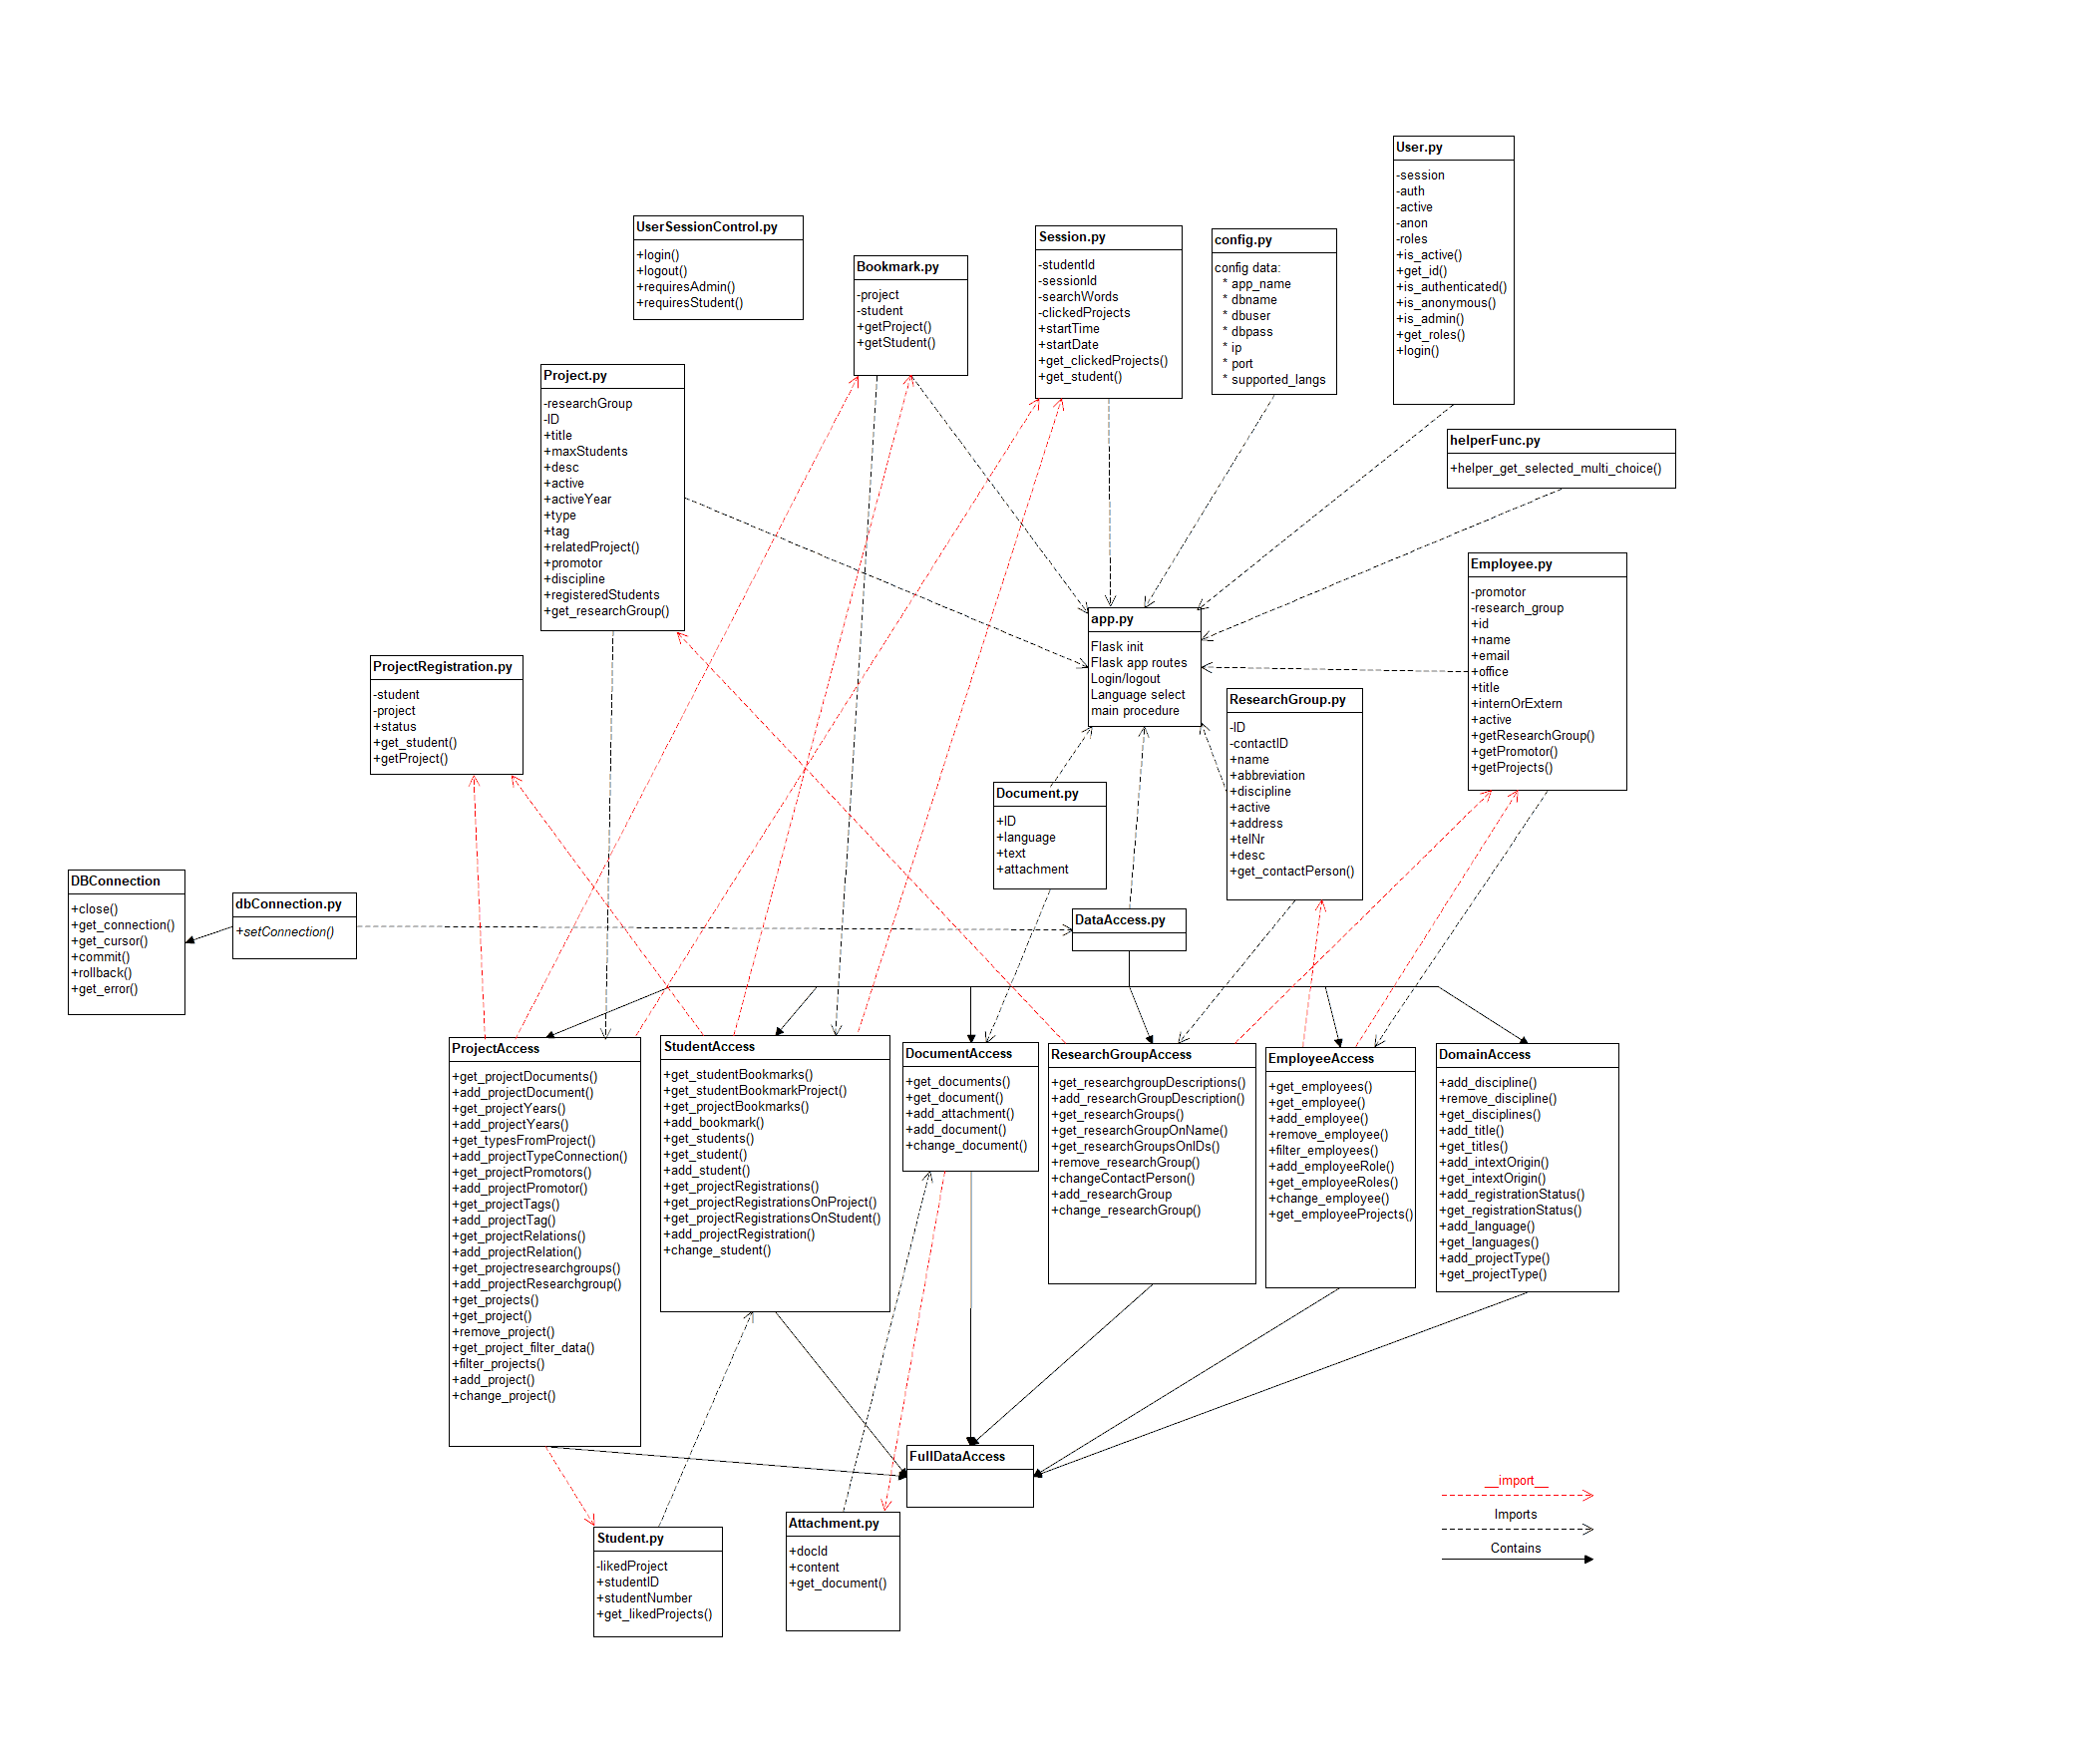 User.py
-session
-auth
-active
-anon
-roles
+is_active()
+get_id()
+is_authenticated()
+is_anonymous()
+is_admin()
+get_roles()
+login()
UserSessionControl.py
+login()
+logout()
+requiresAdmin()
+requiresStudent()
Bookmark.py
-project
-student
+getProject()
+getStudent()
Session.py
-studentId
-sessionId
-searchWords
-clickedProjects
+startTime
+startDate
+get_clickedProjects()
+get_student()
config.py
config data:
* app_name
* dbname
* dbuser
* dbpass
* ip
* port
* supported_langs
Project.py
-researchGroup
-ID
+title
+maxStudents
+desc
+active
+activeYear
+type
+tag
+relatedProject()
+promotor
+discipline
+registeredStudents
+get_researchGroup()
helperFunc.py
+helper_get_selected_multi_choice()
Employee.py
-promotor
-research_group
+id
+name
+email
+office
+title
+internOrExtern
+active
+getResearchGroup()
+getPromotor()
+getProjects()
app.py
Flask init
Flask app routes
Login/logout
Language select
main procedure
ProjectRegistration.py
-student
-project
+status
+get_student()
+getProject()
ResearchGroup.py
-ID
-contactID
+name
+abbreviation
+discipline
+active
+address
+telNr
+desc
+get_contactPerson()
Document.py
+ID
+language
+text
+attachment
DBConnection
+close()
+get_connection()
+get_cursor()
+commit()
+rollback()
+get_error()
dbConnection.py
+setConnection()
DataAccess.py
ProjectAccess
+get_projectDocuments()
+add_projectDocument()
+get_projectYears()
+add_projectYears()
+get_typesFromProject()
+add_projectTypeConnection()
+get_projectPromotors()
+add_projectPromotor()
+get_projectTags()
+add_projectTag()
+get_projectRelations()
+add_projectRelation()
+get_projectresearchgroups()
+add_projectResearchgroup()
+get_projects()
+get_project()
+remove_project()
+get_project_filter_data()
+filter_projects()
+add_project()
+change_project()
StudentAccess
+get_studentBookmarks()
+get_studentBookmarkProject()
+get_projectBookmarks()
+add_bookmark()
+get_students()
+get_student()
+add_student()
+get_projectRegistrations()
+get_projectRegistrationsOnProject()
+get_projectRegistrationsOnStudent()
+add_projectRegistration()
+change_student()
DocumentAccess
+get_documents()
+get_document()
+add_attachment()
+add_document()
+change_document()
ResearchGroupAccess
+get_researchgroupDescriptions()
+add_researchGroupDescription()
+get_researchGroups()
+get_researchGroupOnName()
+get_researchGroupsOnIDs()
+remove_researchGroup()
+changeContactPerson()
+add_researchGroup
+change_researchGroup()
EmployeeAccess
+get_employees()
+get_employee()
+add_employee()
+remove_employee()
+filter_employees()
+add_employeeRole()
+get_employeeRoles()
+change_employee()
+get_employeeProjects()
DomainAccess
+add_discipline()
+remove_discipline()
+get_disciplines()
+add_title()
+get_titles()
+add_intextOrigin()
+get_intextOrigin()
+add_registrationStatus()
+get_registrationStatus()
+add_language()
+get_languages()
+add_projectType()
+get_projectType()
FullDataAccess
Student.py
-likedProject
+studentID
+studentNumber
+get_likedProjects()
Attachment.py
+docId
+content
+get_document()
__import__
Imports
Contains